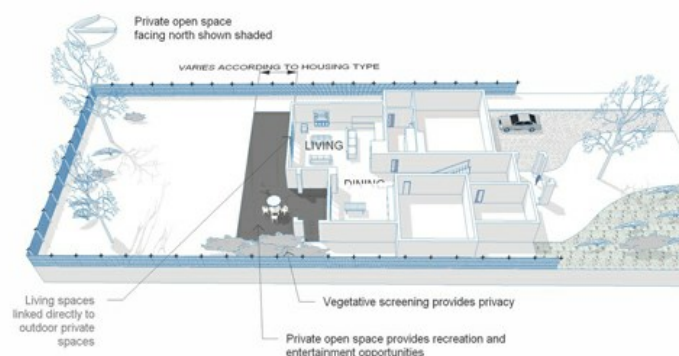 Private open space
facing north shown shaded
VARIES ACCORDING TO HOUSING TYPE
LIVING
DINING
Living spaces
linked directly to
outdoor private
spaces
Vegetative screening provides privacy
Private open space provides recreation and
entertainment opportunities